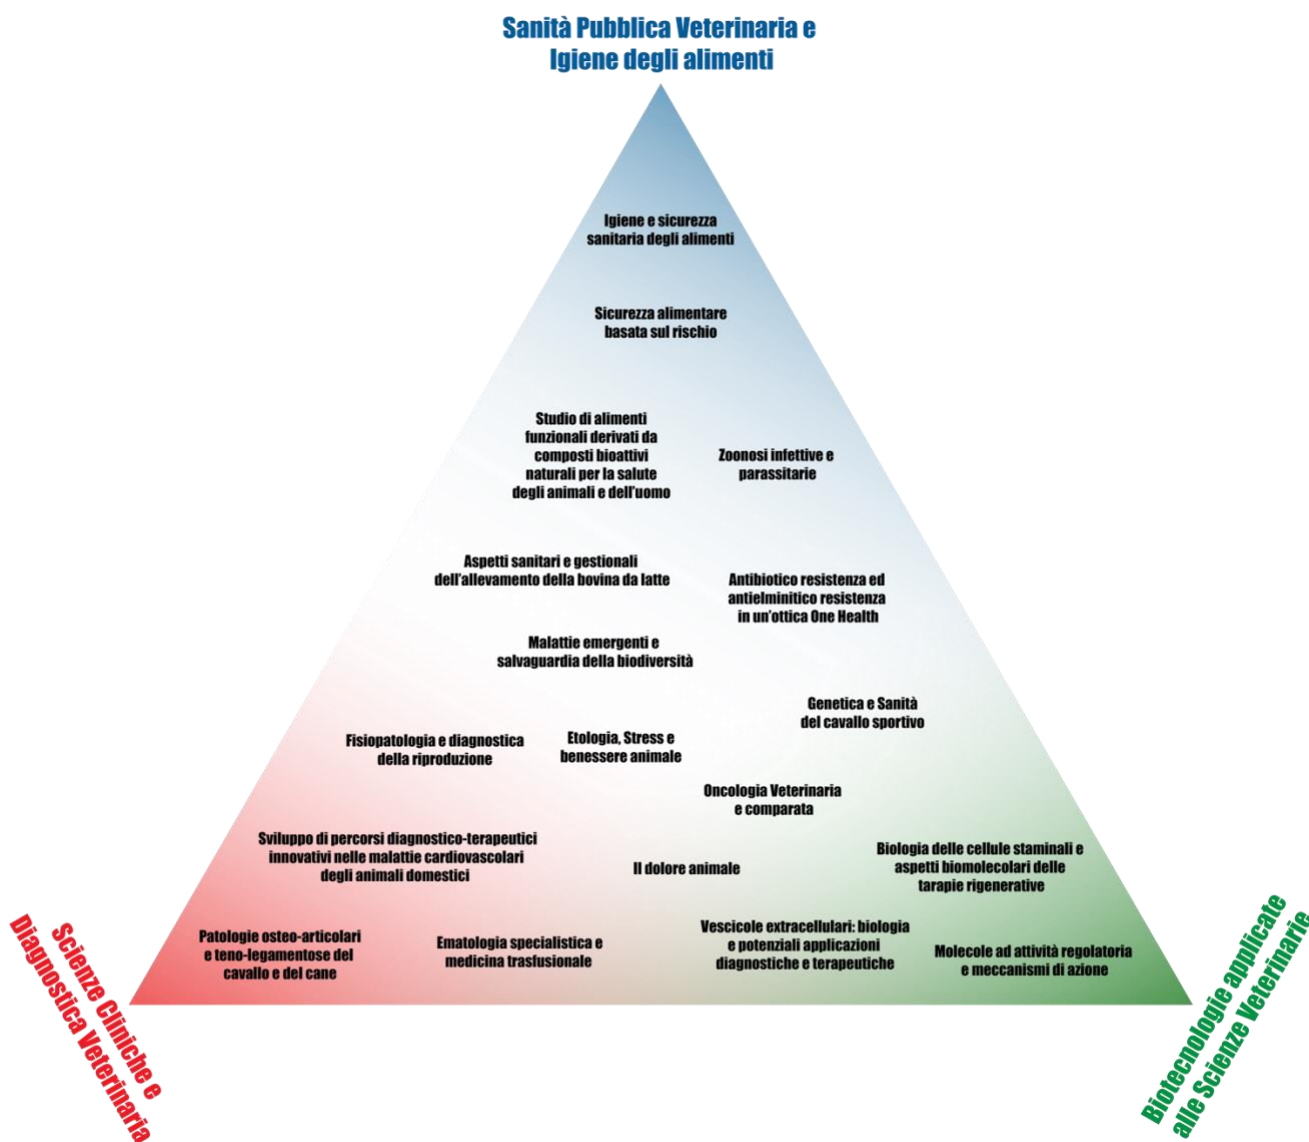 Sanità Pubblica Veterinaria e
Igiene degli alimenti
Igiene e sicurezza
sanitaria degli alimenti
Sicurezza alimentare
basata sul rischio
Studio di alimenti
funzionali derivati da
composti bioattivi
naturali per la salute
degli animali e dell'uomo
Zoonosi infettive e
parassitarie
Aspetti sanitari e gestionali
dell'allevamento della bovina da latte
Antibiotico resistenza ed
antielminitico resistenza
in un'ottica One Health
Malattie emergenti e
salvaguardia della biodiversità
Genetica e Sanità
del cavallo sportivo
Fisiopatologia e diagnostica
della riproduzione
Etologia, Stress e
benessere animale
Oncologia Veterinaria
e comparata
Sviluppo di percorsi diagnostico-terapeutici
innovativi nelle malattie cardiovascolari
degli animali domestici
Il dolore animale
Biologia delle cellule staminali e
aspetti biomolecolari delle
tarapie rigenerative
Patologie osteo-articolari
e teno-legamentose del
cavallo e del cane
Ematologia specialistica e
medicina trasfusionale
Vescicole extracellulari: biologia
e potenziali applicazioni
diagnostiche e terapeutiche
Molecole ad attività regolatoria
e meccanismi di azione
Scienze Cliniche e
Diagnostica Veterinaria
Biotecnologie applicate
alle Scienze Veterinarie